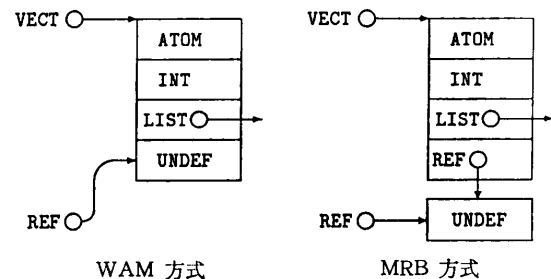 VECT
ATOM
INT
LIST
UNDEF
REF
WAM 方式
VECT
ATOM
INT
LIST
REF
REF
UNDEF
MRB 方式